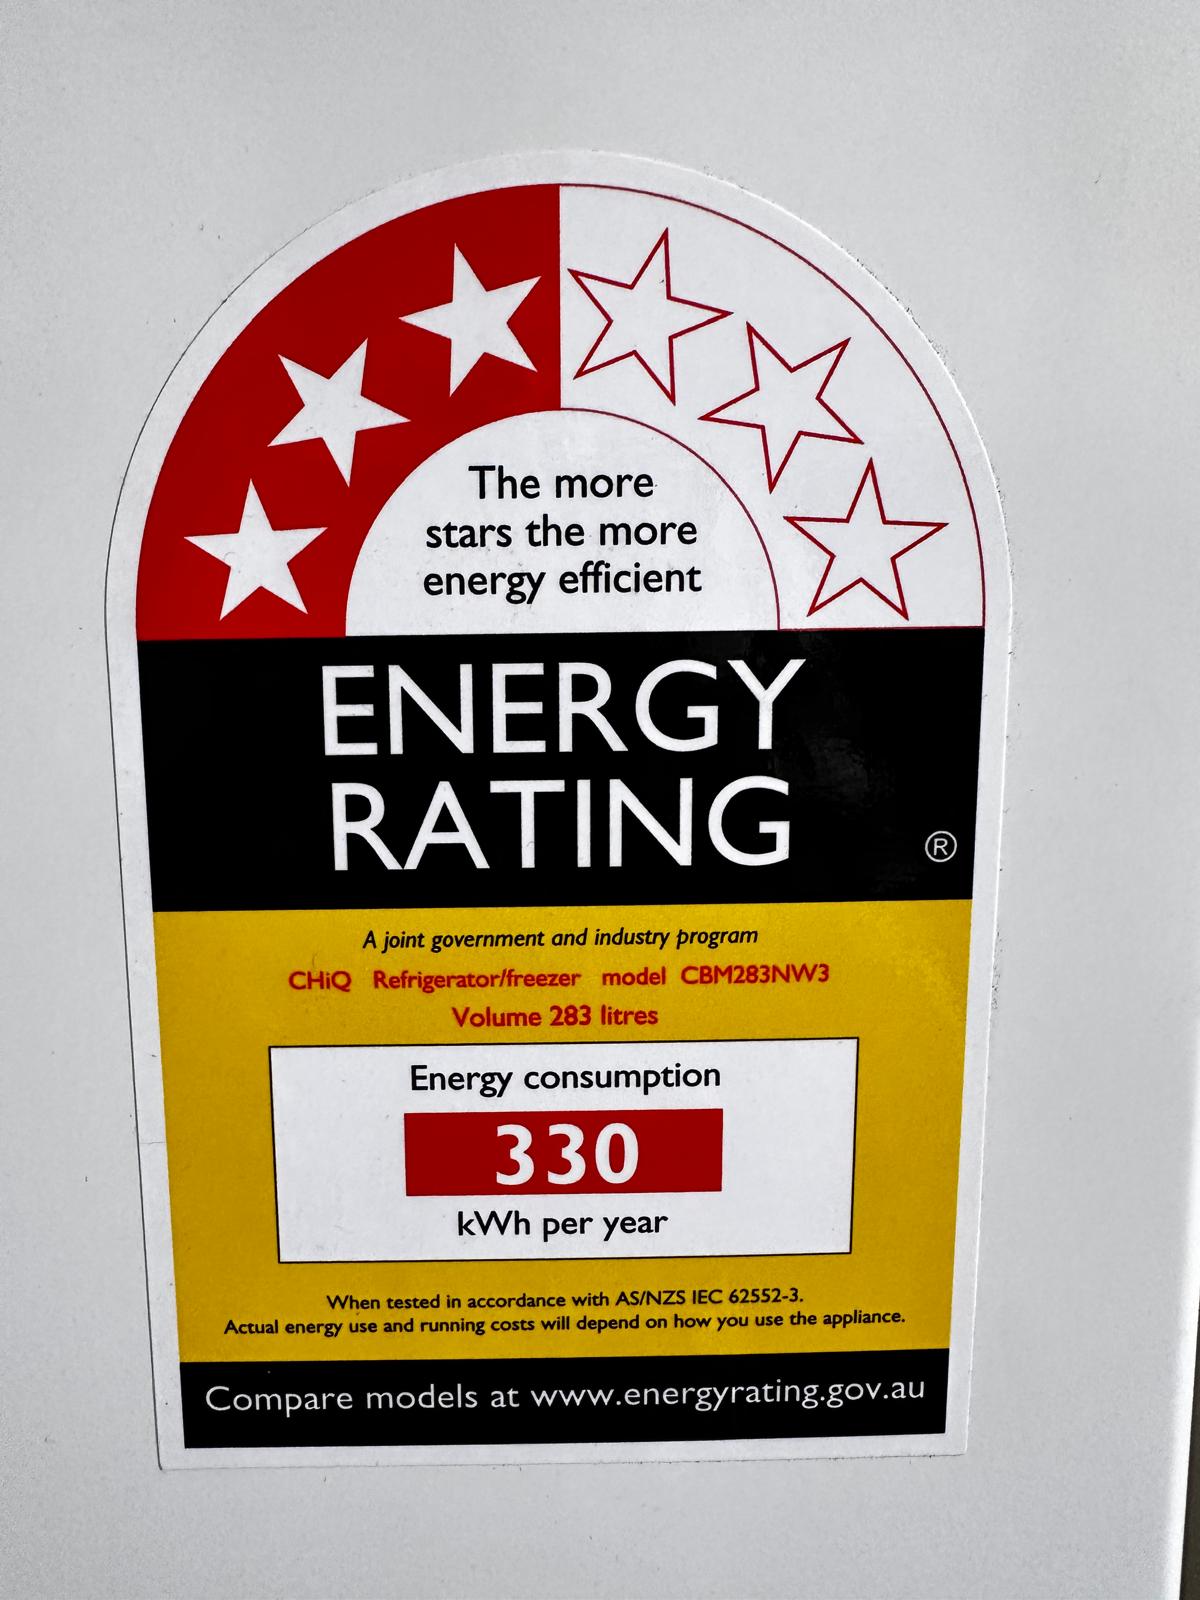 The more
stars the more
energy efficient
ENERGY
RATING
®
A joint government and industry program
CHiQ Refrigerator/freezer model CBM283NW3
Volume 283 litres
Energy consumption
330
kWh per year
When tested in accordance with AS/NZS IEC 62552-3.
Actual energy use and running costs will depend on how you use the appliance.
Compare models at www.energyrating.gov.au